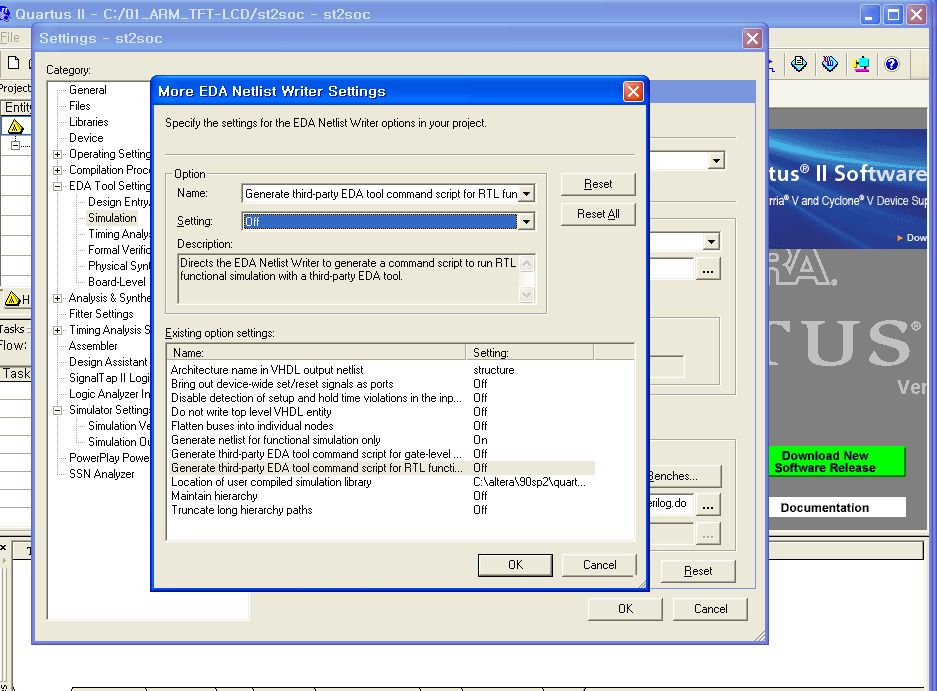 Quartus II - C:/01_ARM_TFT-LCD/st2soc - st2soc
File
Settings - st2soc
Category:
Project
Entity
General
Files
Libraries
Device
Operating Setting
Compilation Proce
EDA Tool Setting
Design Entry
Simulation
Timing Analy
Formal Verific
Physical Synt
Board-Level
Analysis & Synthe
Fitter Settings
Timing Analysis S
Assembler
Design Assistant
SignalTap II Logi
Logic Analyzer In
Simulator Settings
Simulation Ve
Simulation Ou
PowerPlay Powe
SSN Analyzer
H
Tasks
Flow:
Task
More EDA Netlist Writer Settings
Specify the settings for the EDA Netlist Writer options in your project.
Option
Name:
Generate third-party EDA tool command script for RTL fun
Reset
Setting:
Off
Reset All
Description:
Directs the EDA Netlist Writer to generate a command script to run RTL
functional simulation with a third-party EDA tool.
Existing option settings:
Name: Setting:
Architecture name in VHDL output netlist structure
Bring out device-wide set/reset signals as ports Off
Disable detection of setup and hold time violations in the inp... Off
Do not write top level VHDL entity Off
Flatten buses into individual nodes Off
Generate netlist for functional simulation only On
Generate third-party EDA tool command script for gate-level ... Off
Generate third-party EDA tool command script for RTL functi... Off
Location of user compiled simulation library C:\altera\90sp2\quart...
Maintain hierarchy Off
Truncate long hierarchy paths Off
OK
Cancel
...
Benches...
erilog.do
...
...
Reset
OK
Cancel
tus® II Software
rria® V and Cyclone® V Device Sup
Dow
RA.
TUS®
Ver
Download New
Software Release
Documentation